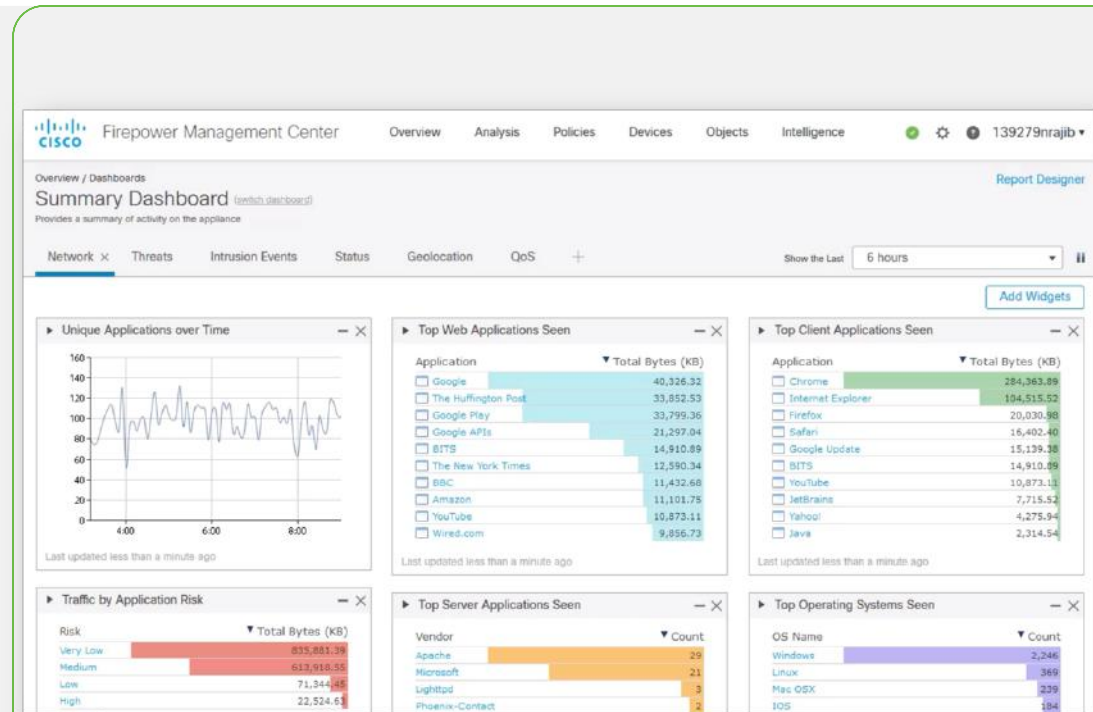 CISCO Firepower Management Center Overview Analysis Policies Devices Objects Intelligence 139279nrajib
Overview / Dashboards
Report Designer
Summary Dashboard (switch dashboard)
Provides a summary of activity on the appliance
Network Threats Intrusion Events Status Geolocation QoS Show the Last 6 hours
Add Widgets
Unique Applications over Time
160
140
120
100
80
60
40
20
0
4:00 6:00 8:00
Last updated less than a minute ago
Top Web Applications Seen
Application Total Bytes (KB)
Google 40,326.32
The Huffington Post 33,852.53
Google Play 33,799.36
Google APIs 21,297.04
BITS 14,910.89
The New York Times 12,590.34
BBC 11,432.68
Amazon 11,101.75
YouTube 10,873.11
Wired.com 9,856.73
Last updated less than a minute ago
Top Client Applications Seen
Application Total Bytes (KB)
Chrome 284,363.89
Internet Explorer 104,515.52
Firefox 20,030.98
Safari 16,402.40
Google Update 15,139.38
BITS 14,910.89
YouTube 10,873.11
JetBrains 7,715.52
Yahoo! 4,275.94
Java 2,314.54
Last updated less than a minute ago
Traffic by Application Risk
Risk Total Bytes (KB)
Very Low 835,881.39
Medium 613,918.55
Low 71,344.45
High 22,524.63
Top Server Applications Seen
Vendor Count
Apache 29
Microsoft 21
Lighttpd 3
Phoenix-Contact 2
Top Operating Systems Seen
OS Name Count
Windows 2,246
Linux 369
Mac OSX 239
IOS 184